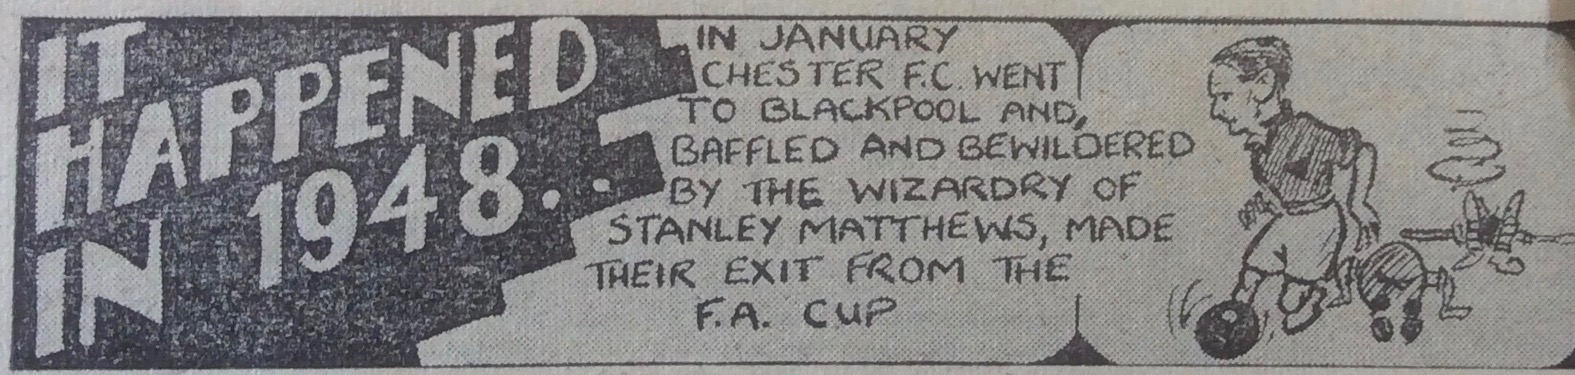 IT
HAPPENED
IN 1948..
IN JANUARY
CHESTER F.C. WENT
TO BLACKPOOL AND,
BAFFLED AND BEWILDERED
BY THE WIZARDRY OF
STANLEY MATTHEWS, MADE
THEIR EXIT FROM THE
F.A. CUP